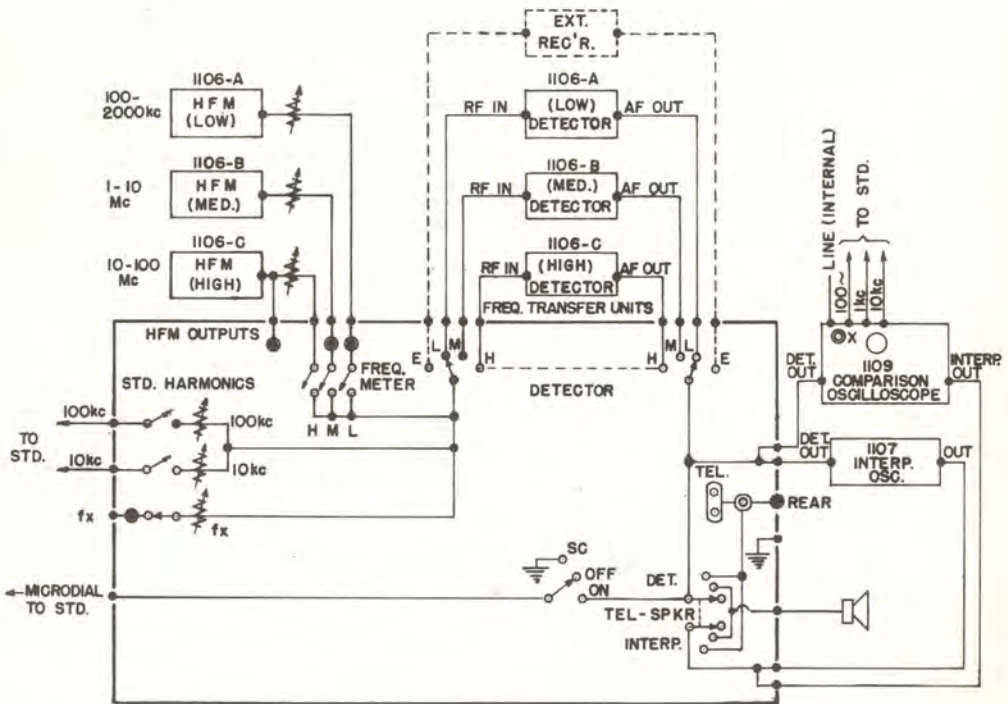 EXT.
REC'R.
1106-A
100-
2000kc
HFM
(LOW)
1106-B
1-10
Mc
HFM
(MED.)
1106-C
10-100
Mc
HFM
(HIGH)
1106-A
RF IN
(LOW)
DETECTOR
AF OUT
1106-B
RF IN
(MED.)
DETECTOR
AF OUT
1106-C
RF IN
(HIGH)
DETECTOR
AF OUT
FREQ. TRANSFER UNITS
LINE (INTERNAL)
100~
1kc
10kc
TO STD.
X
1109
COMPARISON
OSCILLOSCOPE
DET.
OUT
INTERP.
OUT
HFM OUTPUTS
FREQ.
METER
H M L
E
L
M
H
DETECTOR
H
M
L
E
STD. HARMONICS
100kc
100kc
TO
STD.
10kc
10kc
fx
fx
DET.
OUT
1107
INTERP.
OSC.
OUT
TEL.
REAR
SC
OFF
ON
MICRODIAL
TO STD.
DET.
TEL-SPKR
INTERP.